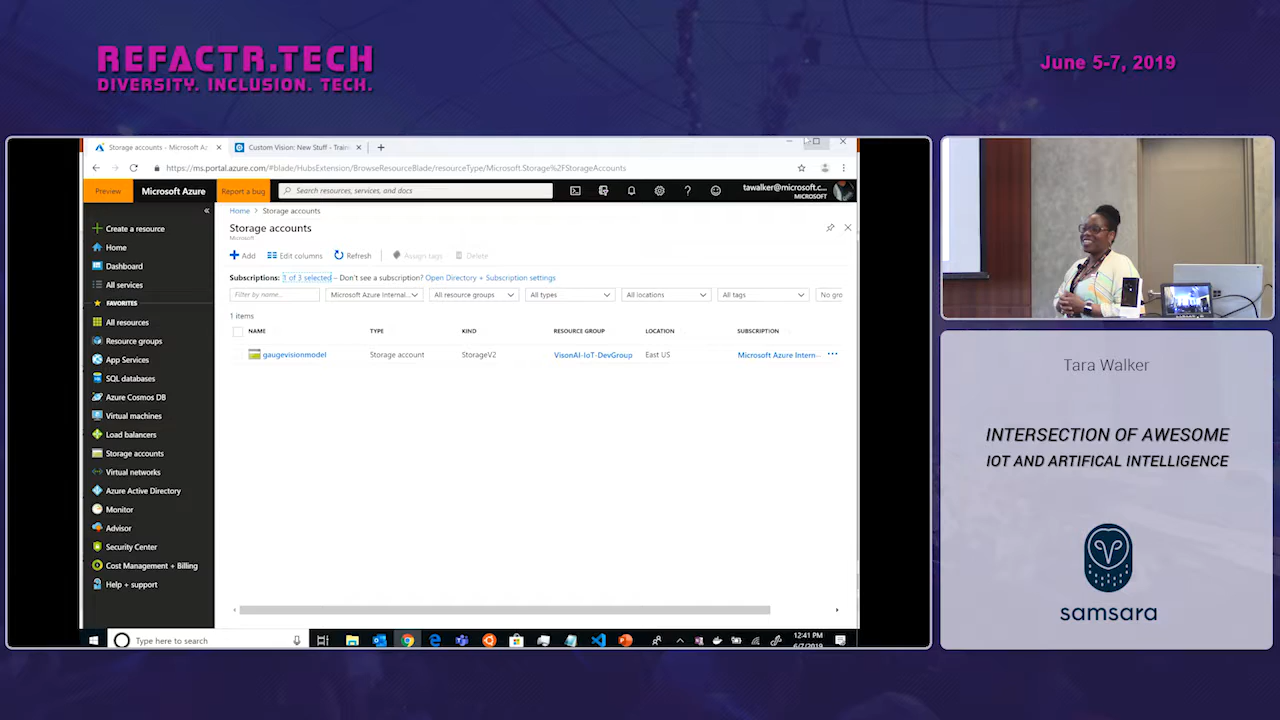 REFACTR.TECH
DIVERSITY. INCLUSION. TECH.
June 5-7, 2019
Storage accounts - Microsoft Az
Custom Vision: New Stuff - Train
https://ms.portal.azure.com/#blade/HubsExtension/BrowseResourceBlade/resourceType/Microsoft.Storage%2FStorageAccounts
Preview
Microsoft Azure
Report a bug
Search resources, services, and docs
tawalker@microsoft.c...
MICROSOFT
Create a resource
Home
Dashboard
All services
FAVORITES
All resources
Resource groups
App Services
SQL databases
Azure Cosmos DB
Virtual machines
Load balancers
Storage accounts
Virtual networks
Azure Active Directory
Monitor
Advisor
Security Center
Cost Management + Billing
Help + support
Home > Storage accounts
Storage accounts
Microsoft
Add Edit columns Refresh Assign tags Delete
Subscriptions: 1 of 3 selected – Don't see a subscription? Open Directory + Subscription settings
Filter by name... Microsoft Azure Internal... All resource groups All types All locations All tags No gro
1 items
NAME TYPE KIND RESOURCE GROUP LOCATION SUBSCRIPTION
gaugevisionmodel Storage account StorageV2 VisonAI-IoT-DevGroup East US Microsoft Azure Intern...
Type here to search
12:41 PM
6/7/2019
Tara Walker
INTERSECTION OF AWESOME
IOT AND ARTIFICAL INTELLIGENCE
samsara